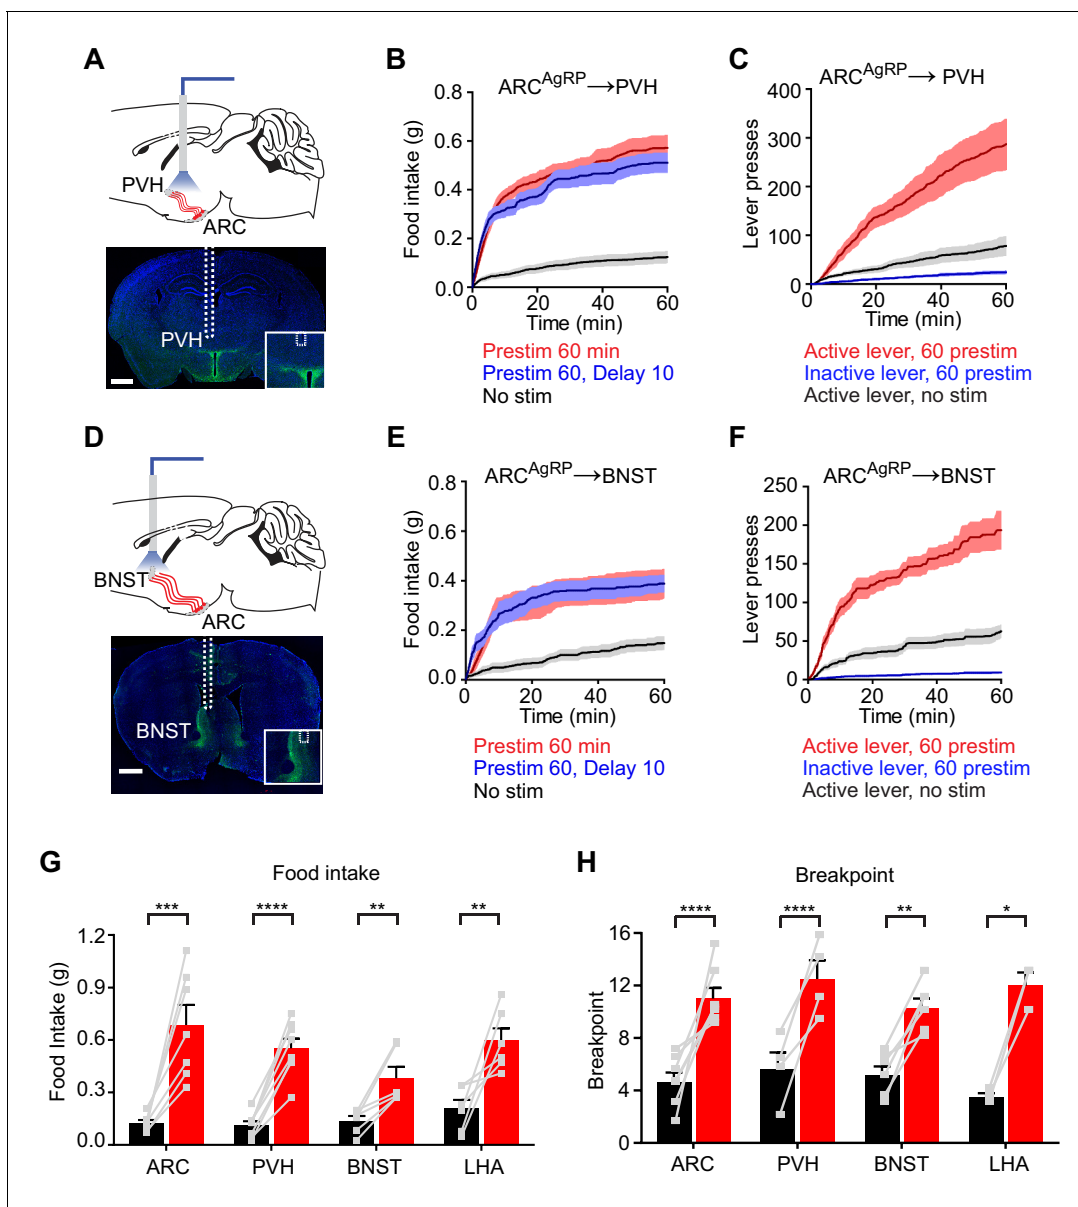 A
PVH
ARC
PVH
B
ARC^AgRP→PVH
Food intake (g)
0.8
0.6
0.4
0.2
0.0
0
20
40
60
Time (min)
Prestim 60 min
Prestim 60, Delay 10
No stim
C
ARC^AgRP→ PVH
Lever presses
400
300
200
100
0
0
20
40
60
Time (min)
Active lever, 60 prestim
Inactive lever, 60 prestim
Active lever, no stim
D
BNST
ARC
BNST
E
ARC^AgRP→BNST
Food intake (g)
0.8
0.6
0.4
0.2
0
0
20
40
60
Time (min)
Prestim 60 min
Prestim 60, Delay 10
No stim
F
ARC^AgRP→BNST
Lever presses
250
200
150
100
50
0
0
20
40
60
Time (min)
Active lever, 60 prestim
Inactive lever, 60 prestim
Active lever, no stim
G
Food intake
*** **** ** **
Food Intake (g)
1.2
0.9
0.6
0.3
0.0
ARC PVH BNST LHA
H
Breakpoint
**** **** ** *
Breakpoint
16
12
8
4
0
ARC PVH BNST LHA